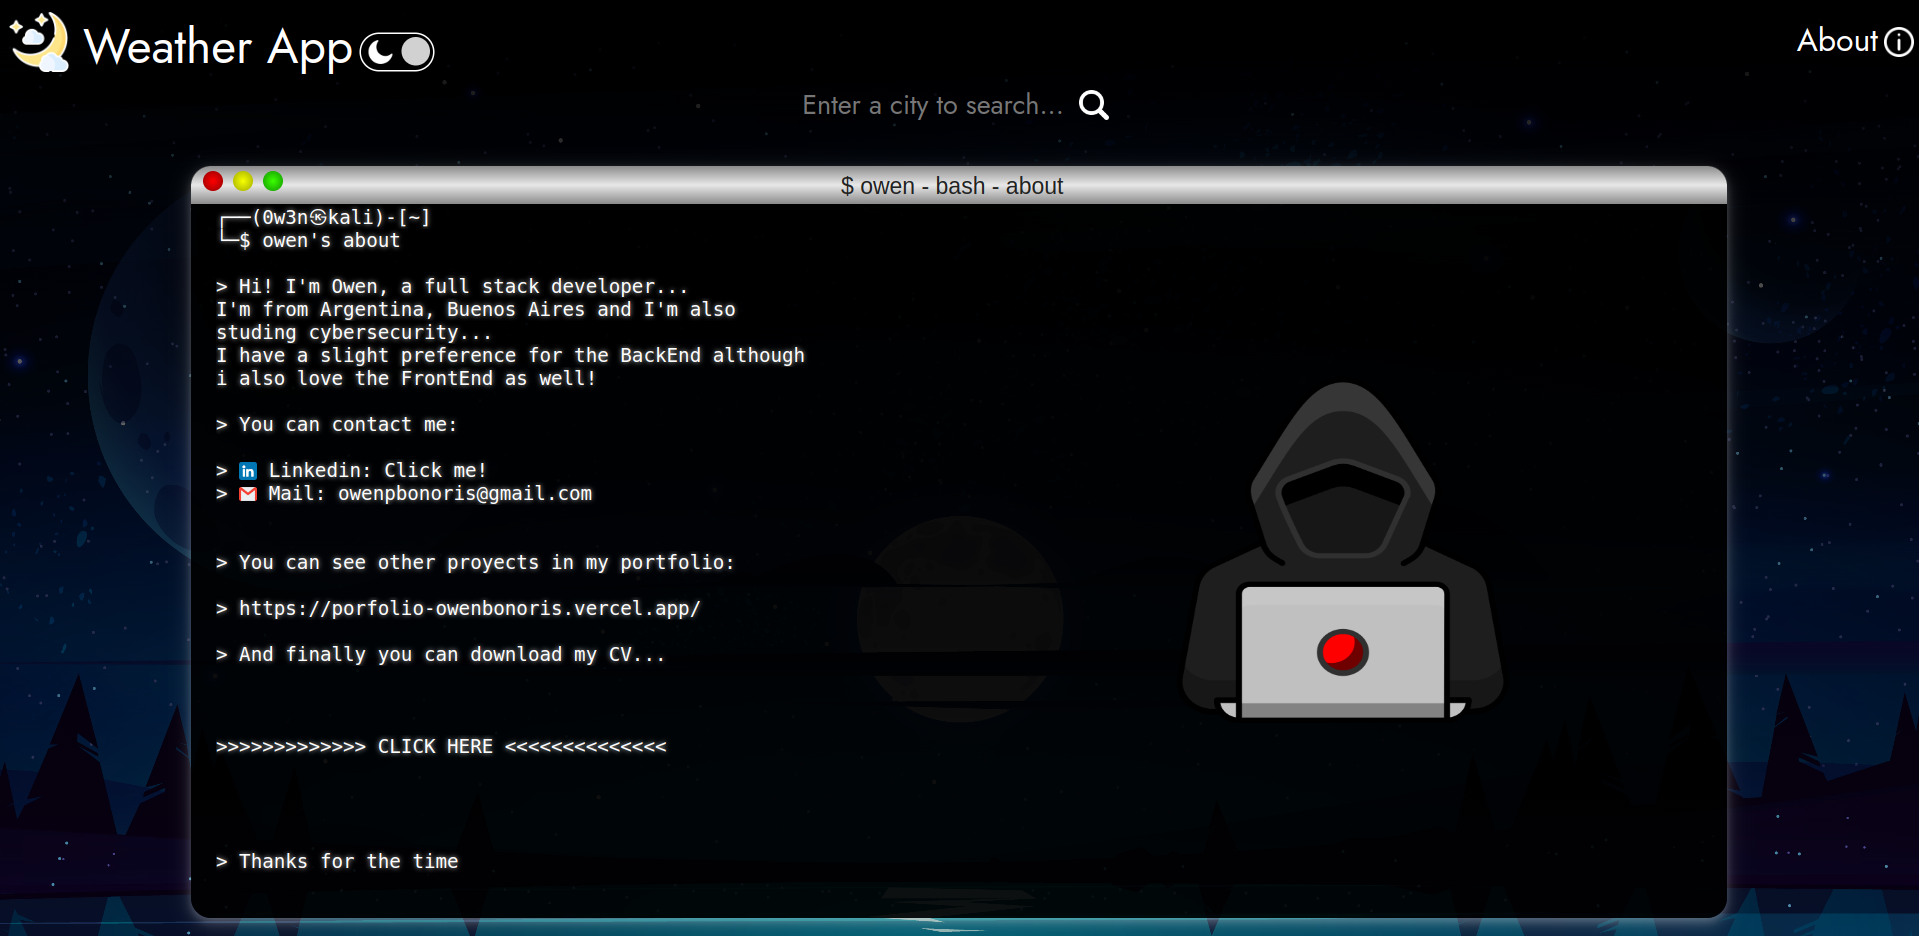 Weather App
About
Enter a city to search...
$ owen - bash - about
┌──(0w3n㉿kali)-[~]
└─$ owen's about
> Hi! I'm Owen, a full stack developer...
I'm from Argentina, Buenos Aires and I'm also
studing cybersecurity...
I have a slight preference for the BackEnd although
i also love the FrontEnd as well!
> You can contact me:
> in Linkedin: Click me!
> Mail: owenpbonoris@gmail.com
> You can see other proyects in my portfolio:
> https://porfolio-owenbonoris.vercel.app/
> And finally you can download my CV...
>>>>>>>>>>>>> CLICK HERE <<<<<<<<<<<<<<
> Thanks for the time